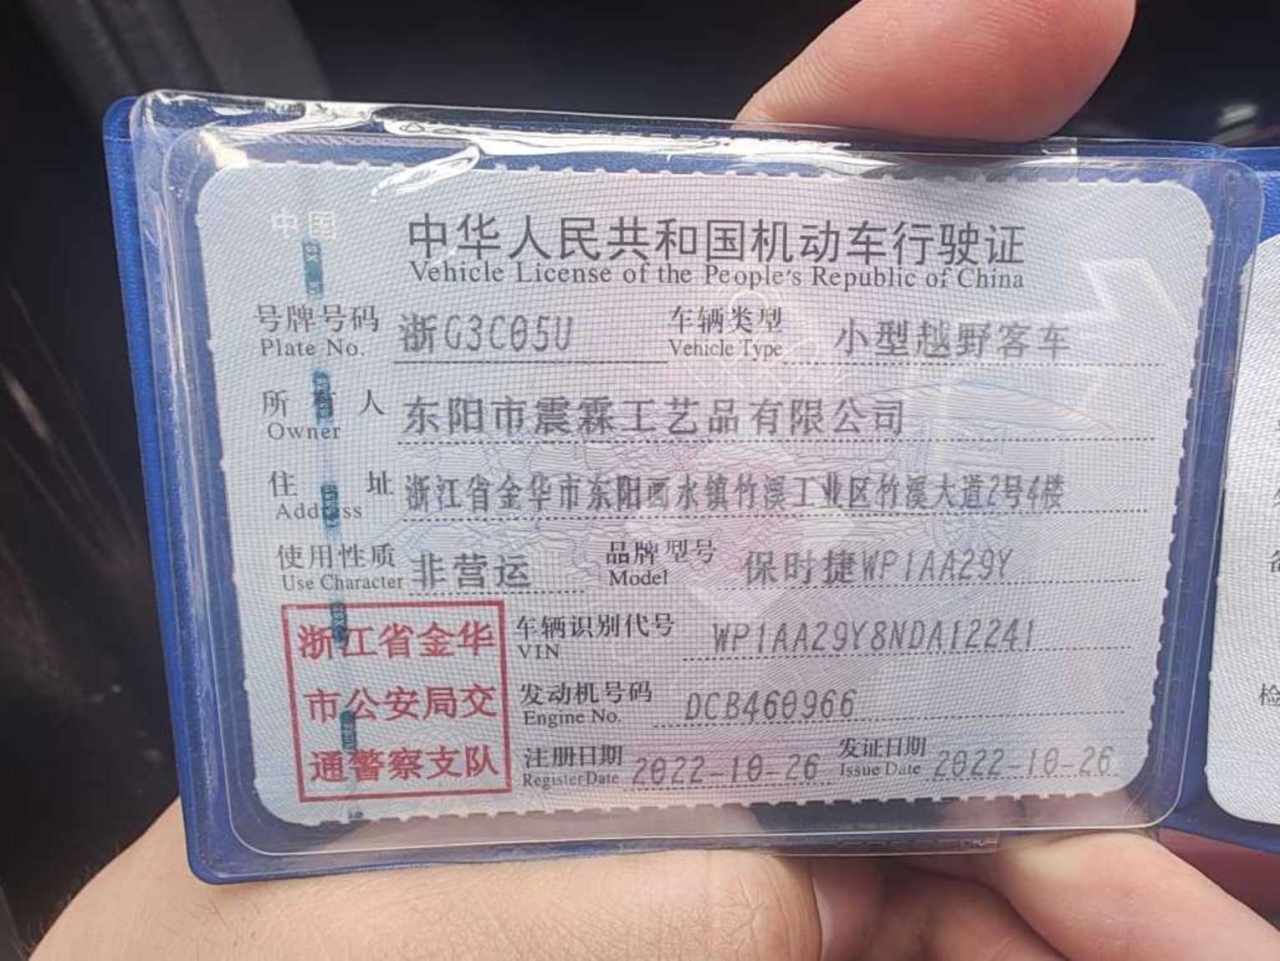 中国
中华人民共和国机动车行驶证
Vehicle License of the People's Republic of China
号牌号码 浙G3C05U 车辆类型 小型越野客车
Plate No. Vehicle Type
所有人 东阳市震霖工艺品有限公司
Owner
住址 浙江省金华市东阳画水镇竹溪工业区竹溪大道2号4楼
Address
使用性质 非营运 品牌型号 保时捷WP1AA29Y
Use Character Model
浙江省金华
市公安局交
通警察支队
车辆识别代号 WP1AA29Y8NDA12241
VIN
发动机号码 DCB460966
Engine No.
注册日期 2022-10-26 发证日期 2022-10-26
Register Date Issue Date
检